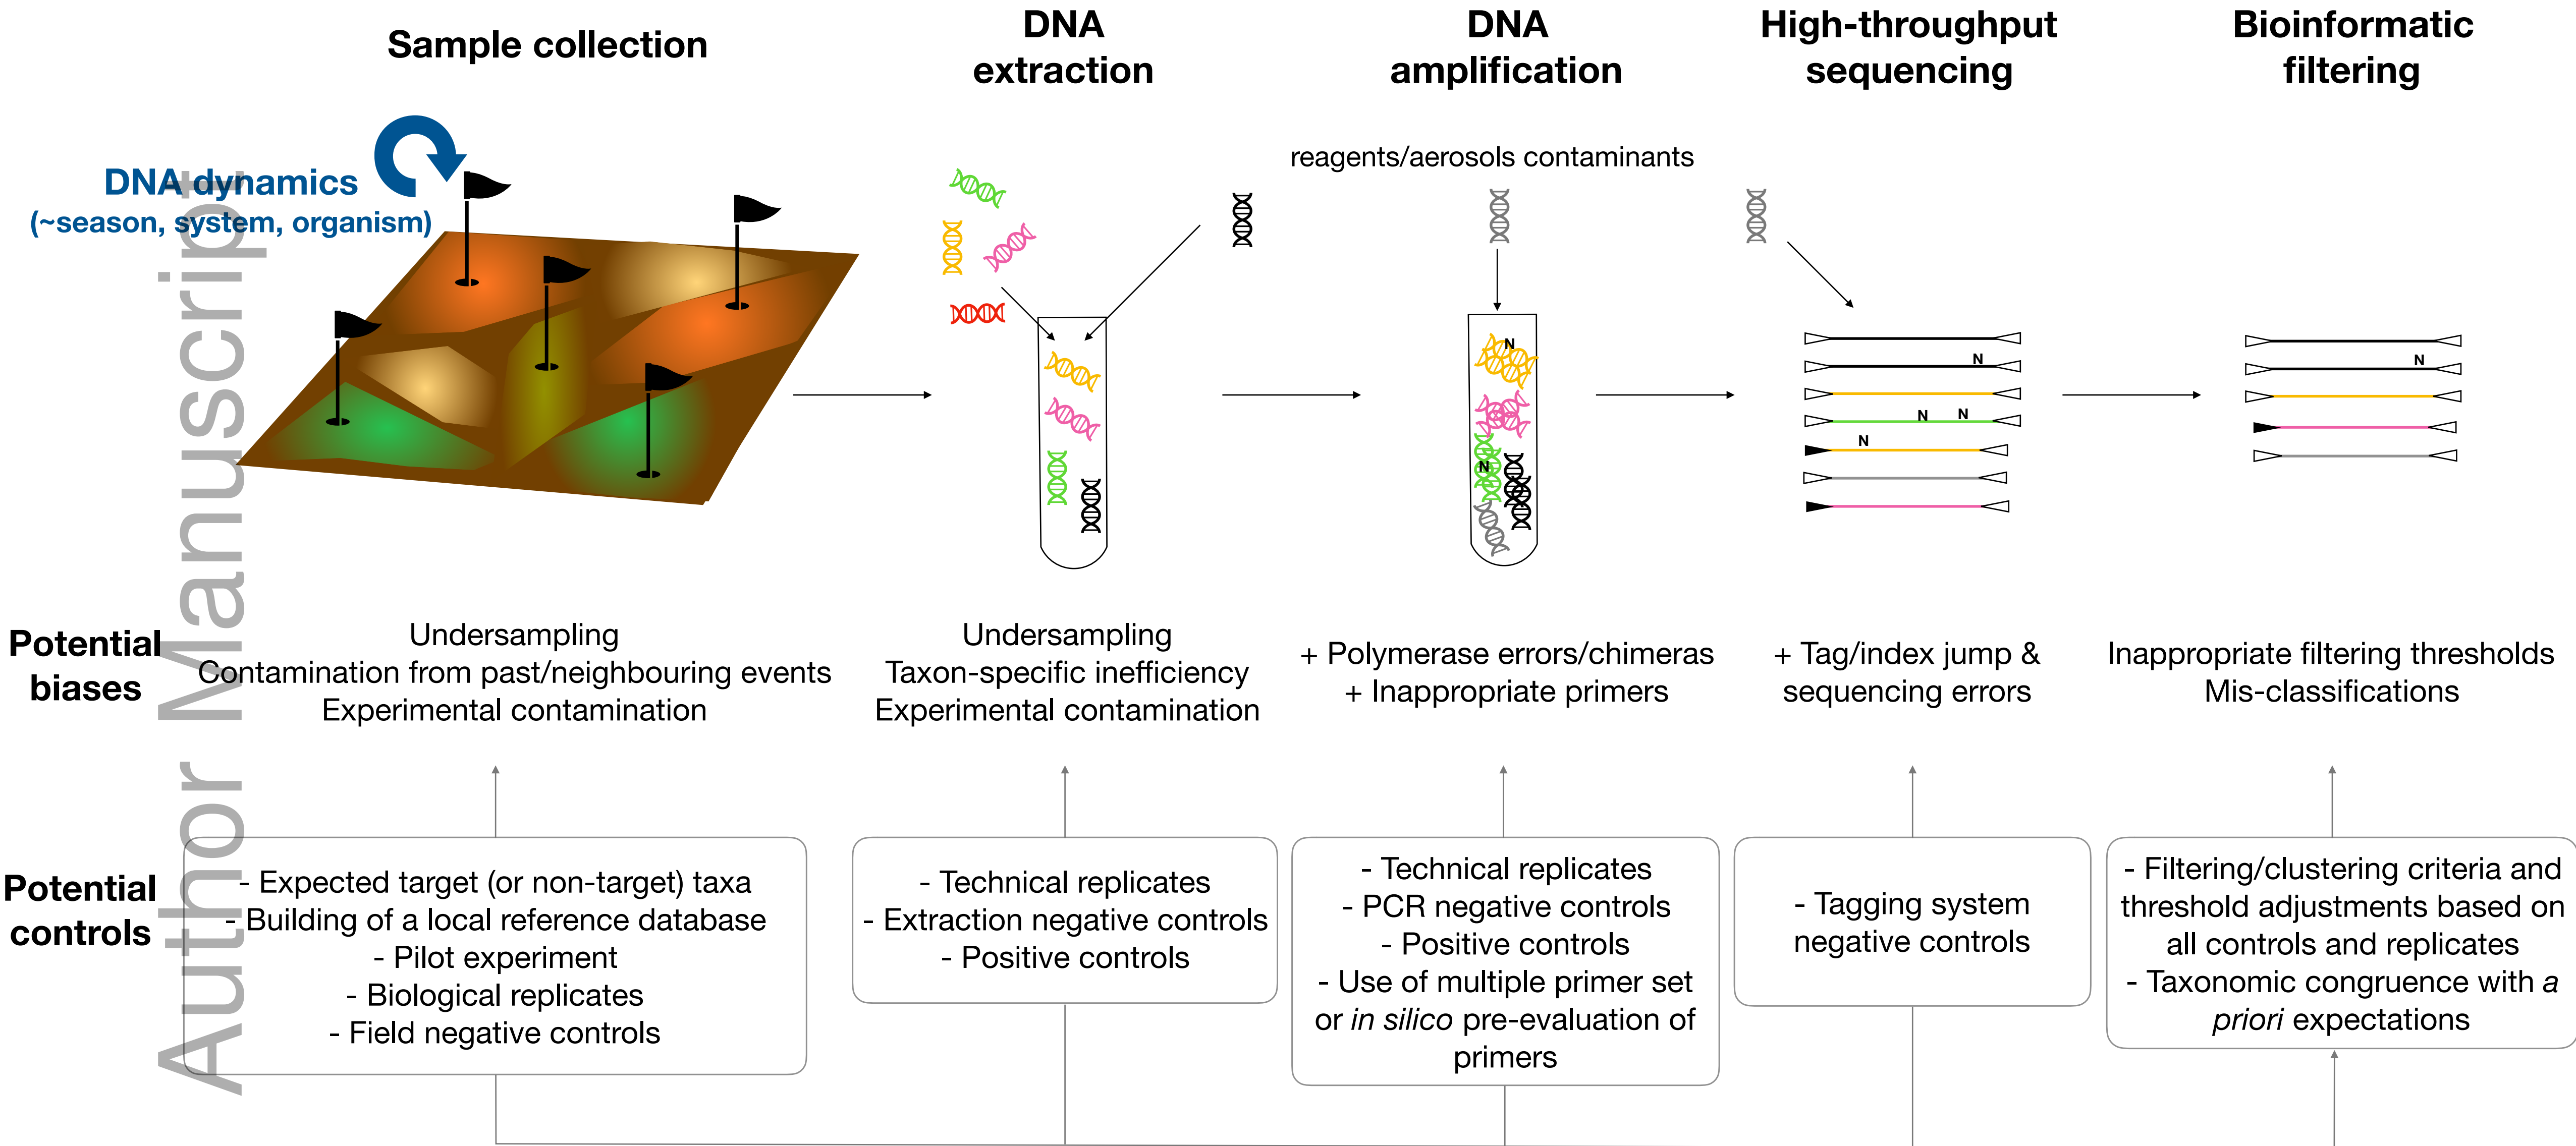 Sample collection
DNA
extraction
DNA
amplification
High-throughput
sequencing
Bioinformatic
filtering
DNA dynamics
(~season, system, organism)
reagents/aerosols contaminants
N
N
N
N
N
N
N
Author Manuscript
Potential
biases
Undersampling
Contamination from past/neighbouring events
Experimental contamination
Undersampling
Taxon-specific inefficiency
Experimental contamination
+ Polymerase errors/chimeras
+ Inappropriate primers
+ Tag/index jump &
sequencing errors
Inappropriate filtering thresholds
Mis-classifications
Potential
controls
- Expected target (or non-target) taxa
- Building of a local reference database
- Pilot experiment
- Biological replicates
- Field negative controls
- Technical replicates
- Extraction negative controls
- Positive controls
- Technical replicates
- PCR negative controls
- Positive controls
- Use of multiple primer set
or in silico pre-evaluation of
primers
- Tagging system
negative controls
- Filtering/clustering criteria and
threshold adjustments based on
all controls and replicates
- Taxonomic congruence with a
priori expectations